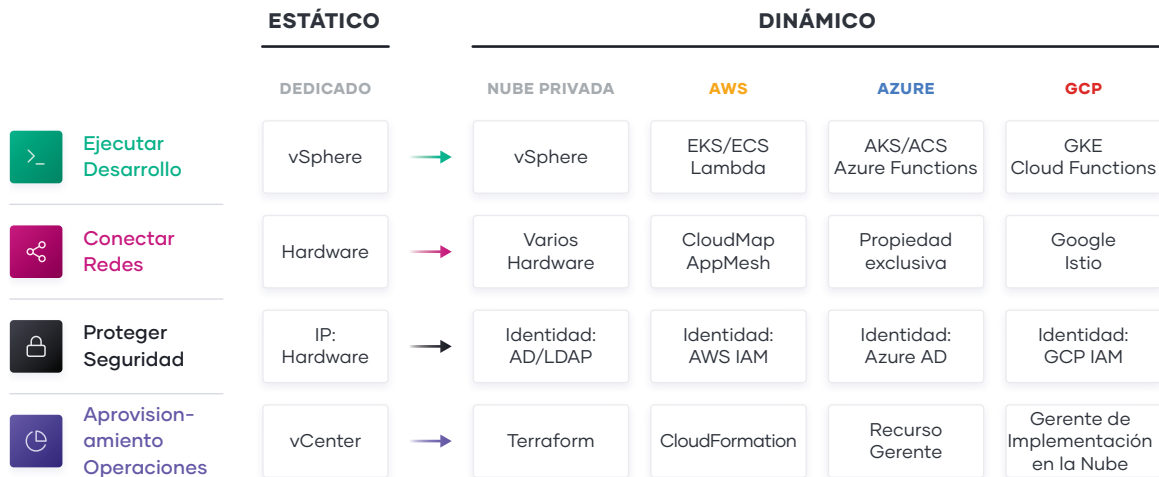 ESTÁTICO
DINÁMICO
DEDICADO
NUBE PRIVADA
AWS
AZURE
GCP
Ejecutar
Desarrollo
vSphere
vSphere
EKS/ECS
Lambda
AKS/ACS
Azure Functions
GKE
Cloud Functions
Conectar
Redes
Hardware
Varios
Hardware
CloudMap
AppMesh
Propiedad
exclusiva
Google
Istio
Proteger
Seguridad
IP:
Hardware
Identidad:
AD/LDAP
Identidad:
AWS IAM
Identidad:
Azure AD
Identidad:
GCP IAM
Aprovision-
amiento
Operaciones
vCenter
Terraform
CloudFormation
Recurso
Gerente
Gerente de
Implementación
en la Nube